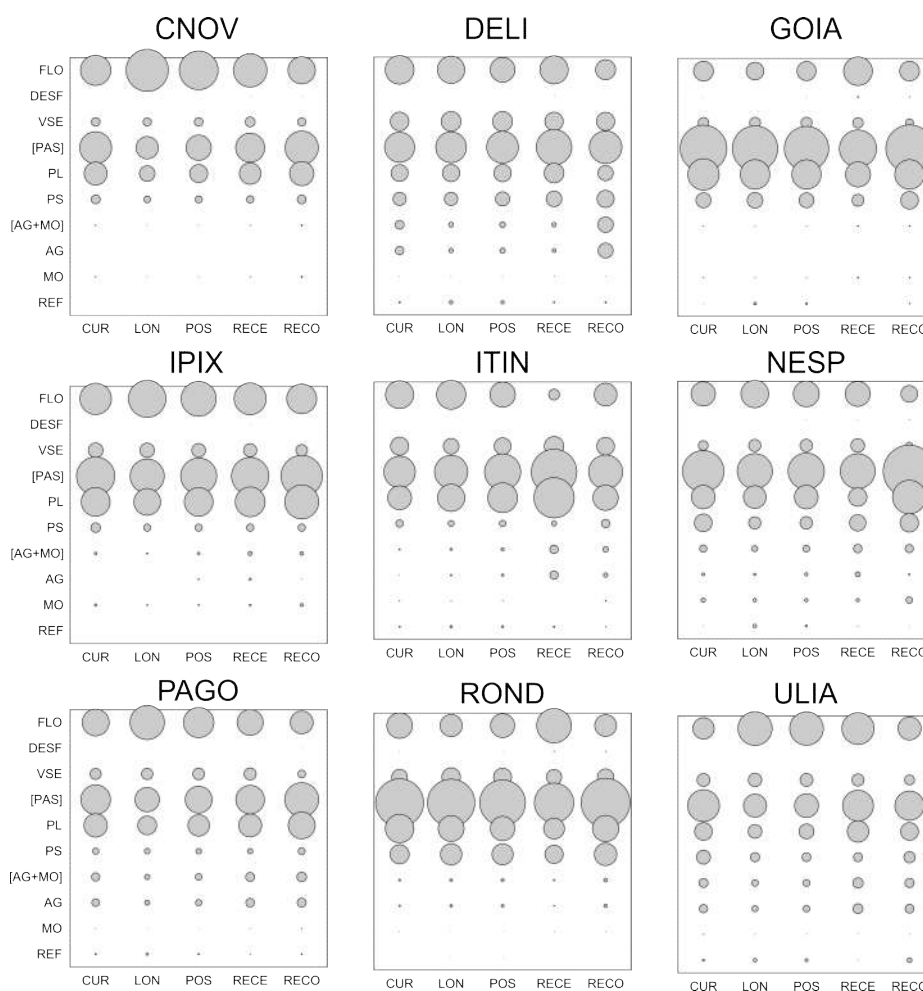 CNOV DELI GOIA
FLO
DESF
VSE
[PAS]
PL
PS
[AG+MO]
AG
MO
REF
CUR LON POS RECE RECO CUR LON POS RECE RECO CUR LON POS RECE RECO
IPIX ITIN NESP
FLO
DESF
VSE
[PAS]
PL
PS
[AG+MO]
AG
MO
REF
CUR LON POS RECE RECO CUR LON POS RECE RECO CUR LON POS RECE RECO
PAGO ROND ULIA
FLO
DESF
VSE
[PAS]
PL
PS
[AG+MO]
AG
MO
REF
CUR LON POS RECE RECO CUR LON POS RECE RECO CUR LON POS RECE RECO